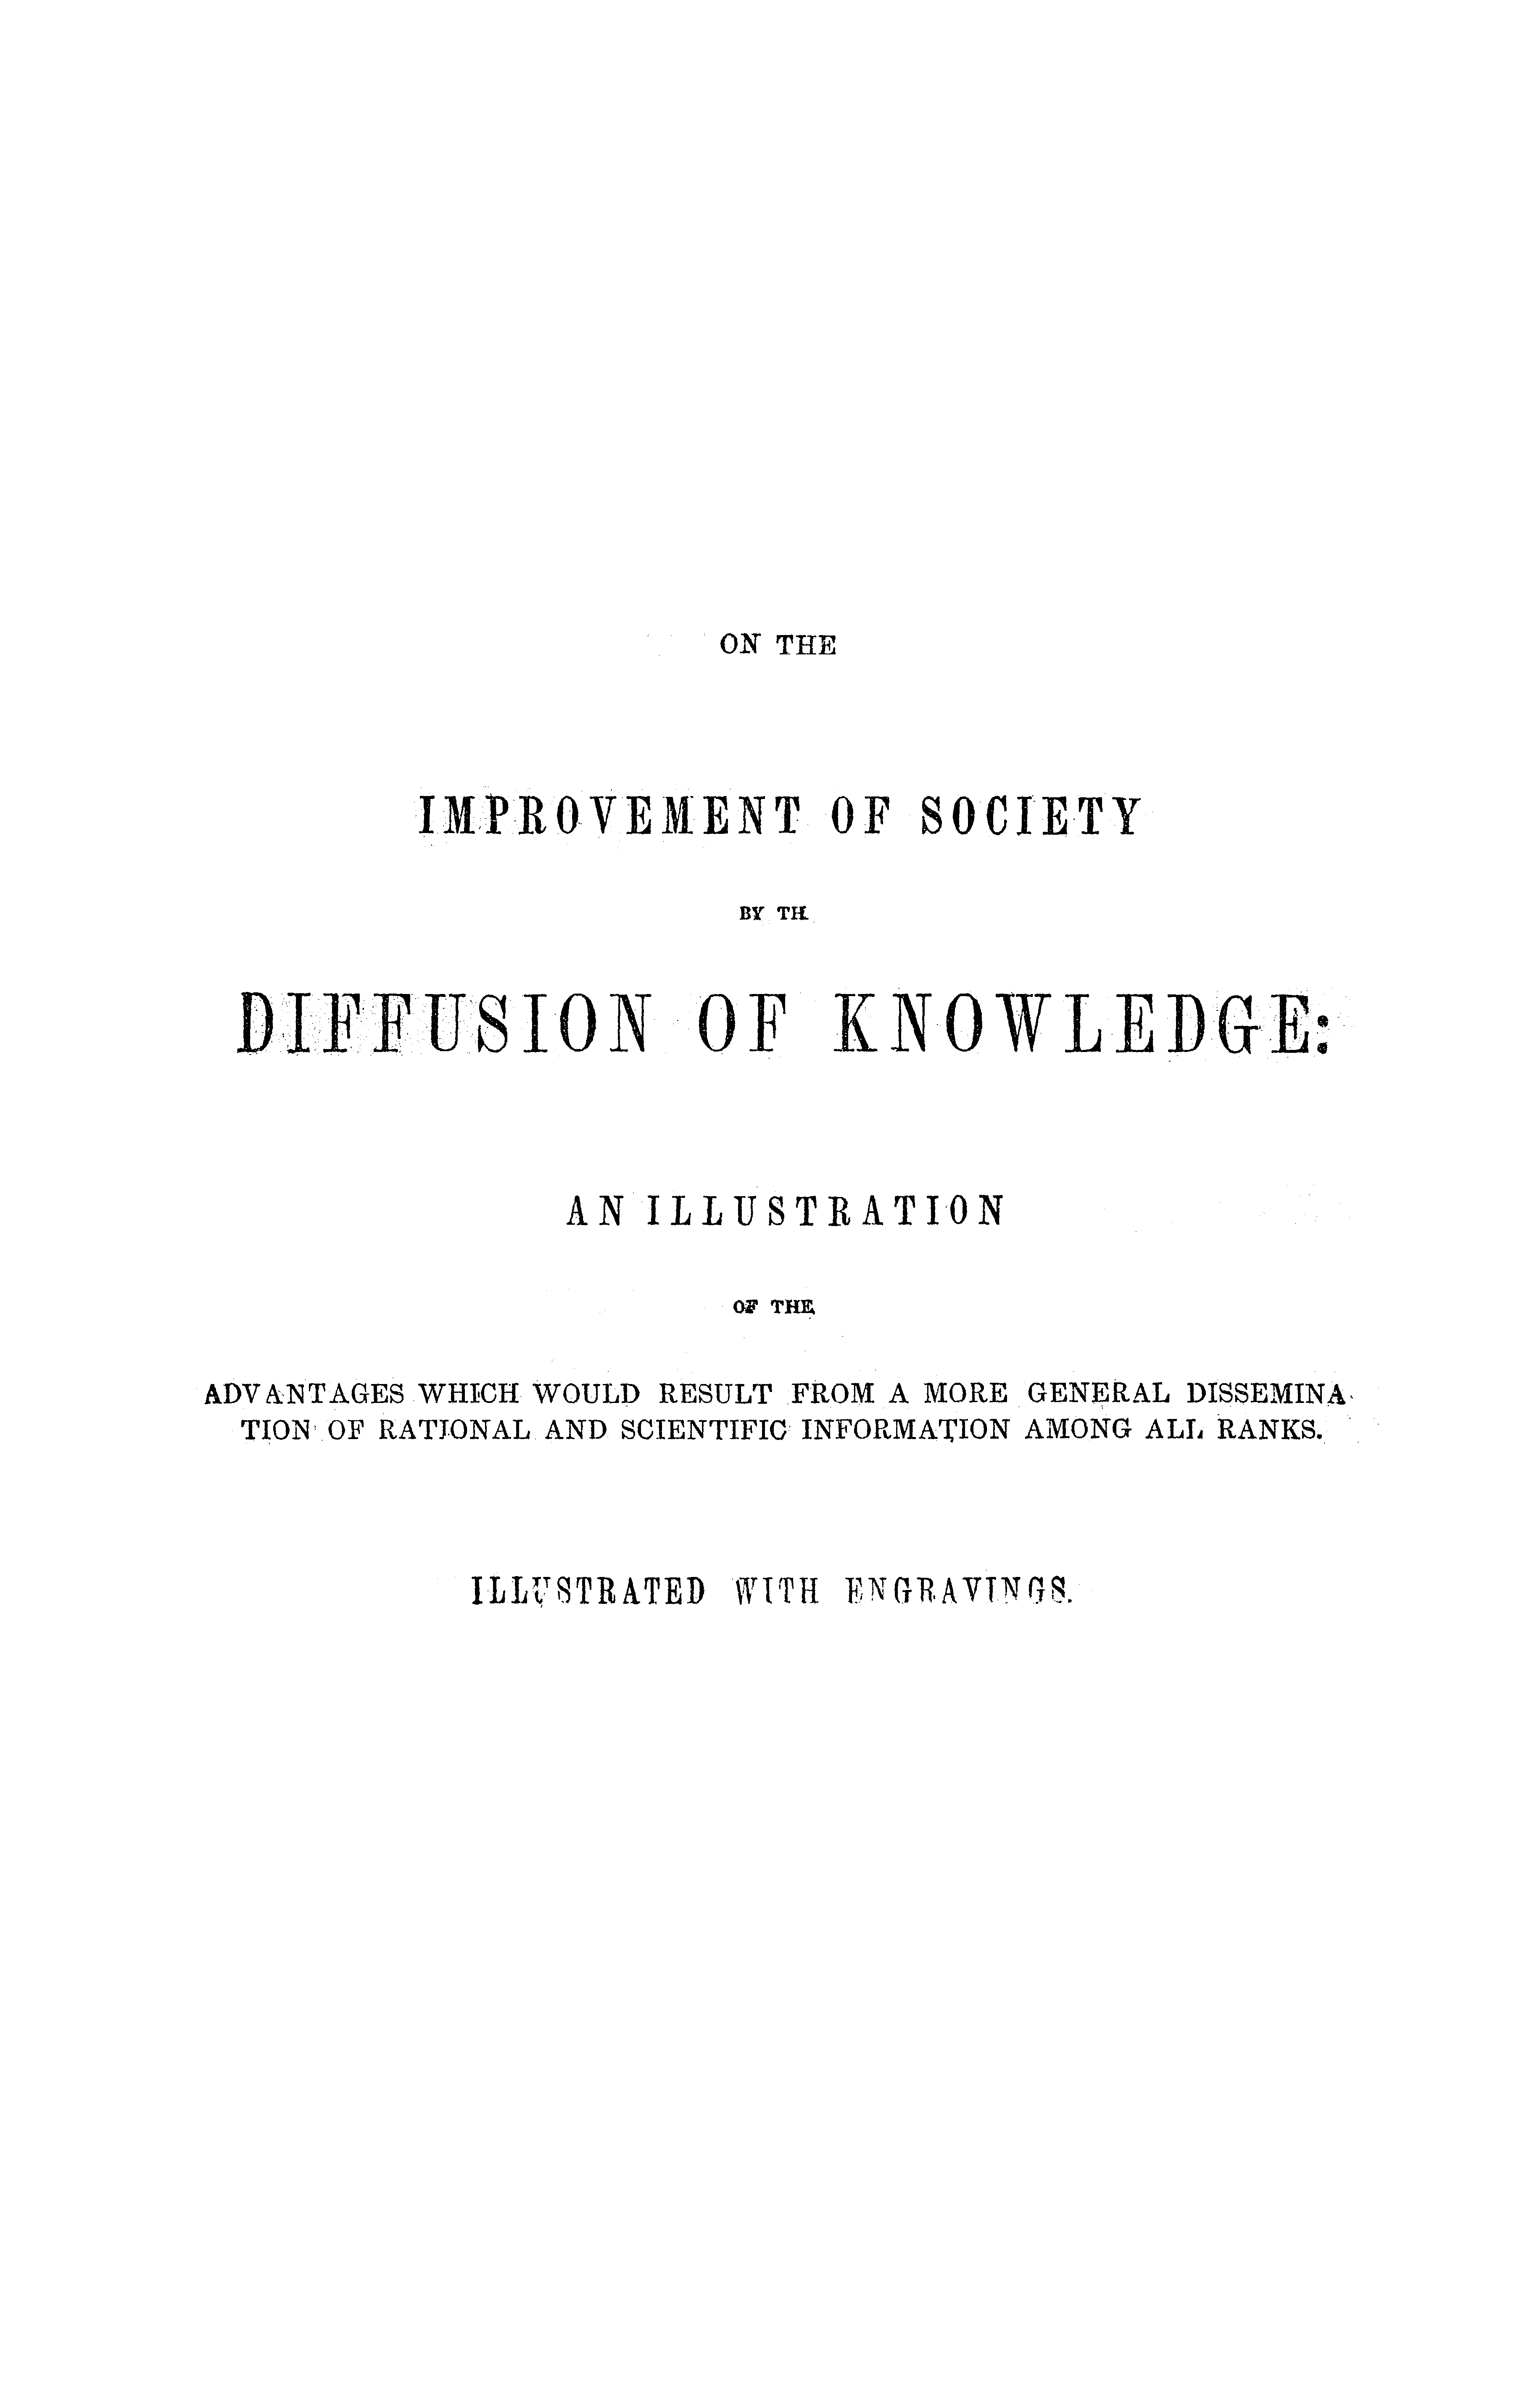 ON THE
IMPROVEMENT OF SOCIETY
BY TH
DIFFUSION OF KNOWLEDGE:
AN ILLUSTRATION
OF THE
ADVANTAGES WHICH WOULD RESULT FROM A MORE GENERAL DISSEMINA-
TION OF RATIONAL AND SCIENTIFIC INFORMATION AMONG ALL RANKS.
ILLUSTRATED WITH ENGRAVINGS.